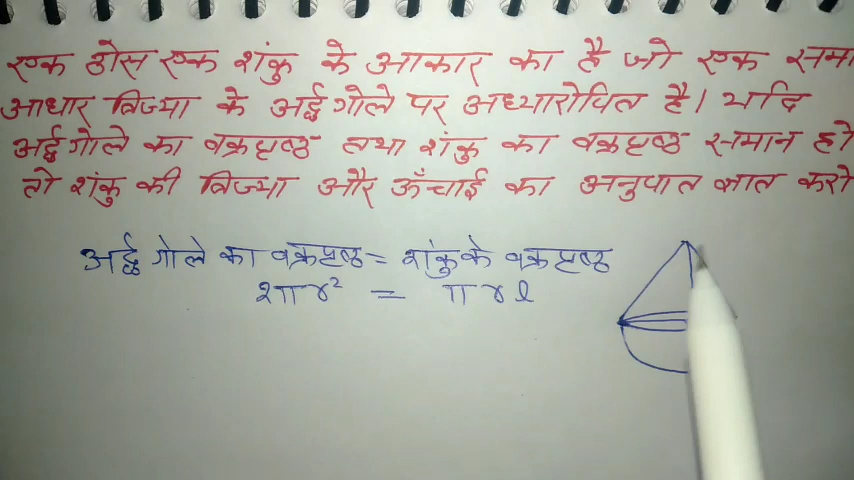 एक ठोस एक शंकु के आकार का है जो एक समा
आधार त्रिज्या के अर्द्धगोले पर अध्यारोपित है। यदि
अर्द्धगोले का वक्रपृष्ठ तथा शंकु का वक्रपृष्ठ समान हो
तो शंकु की त्रिज्या और ऊँचाई का अनुपात ज्ञात करो
अर्द्ध गोले का वक्रपृष्ठ = शंकु के वक्रपृष्ठ
2πr² = πrl